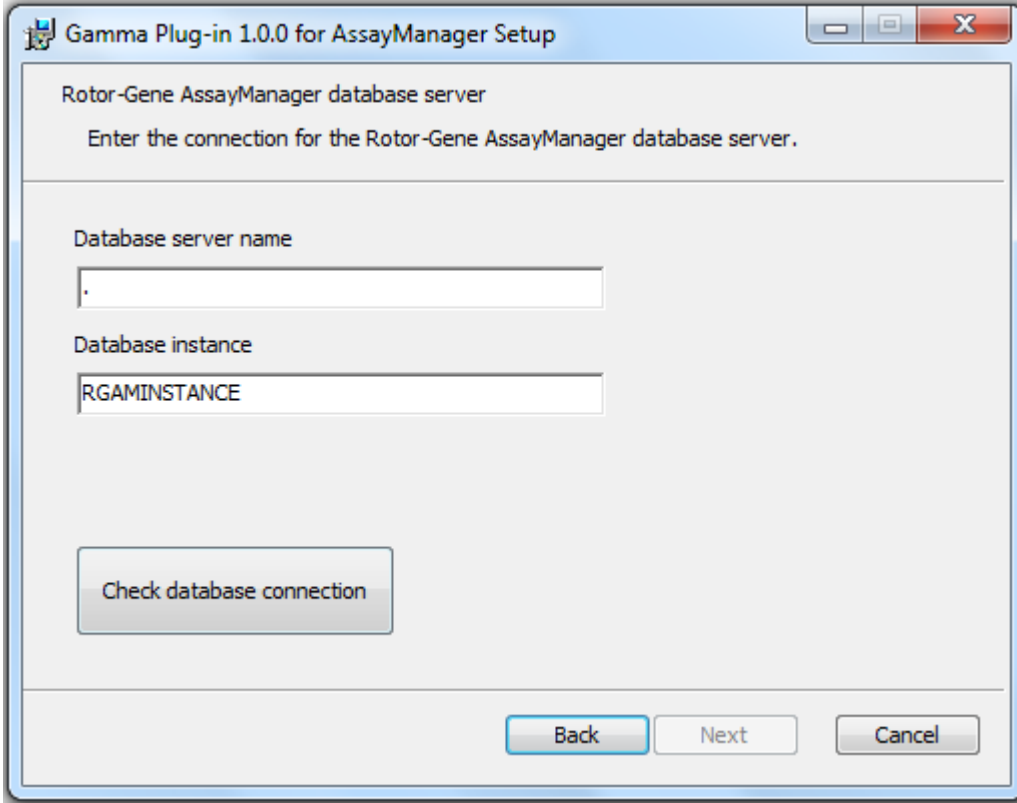 Gamma Plug-in 1.0.0 for AssayManager Setup
Rotor-Gene AssayManager database server
Enter the connection for the Rotor-Gene AssayManager database server.
Database server name
.
Database instance
RGAMINSTANCE
Check database connection
Back Next Cancel